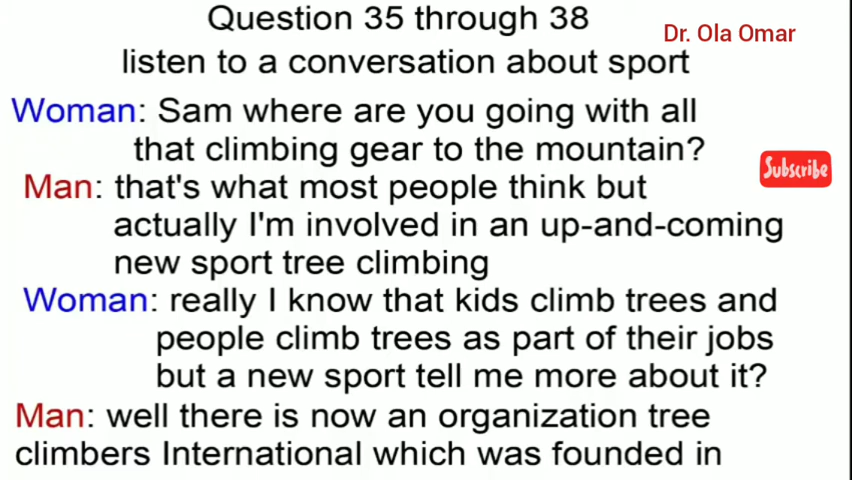 Question 35 through 38
Dr. Ola Omar
listen to a conversation about sport
Woman: Sam where are you going with all
that climbing gear to the mountain?
Subscribe
Man: that's what most people think but
actually I'm involved in an up-and-coming
new sport tree climbing
Woman: really I know that kids climb trees and
people climb trees as part of their jobs
but a new sport tell me more about it?
Man: well there is now an organization tree
climbers International which was founded in